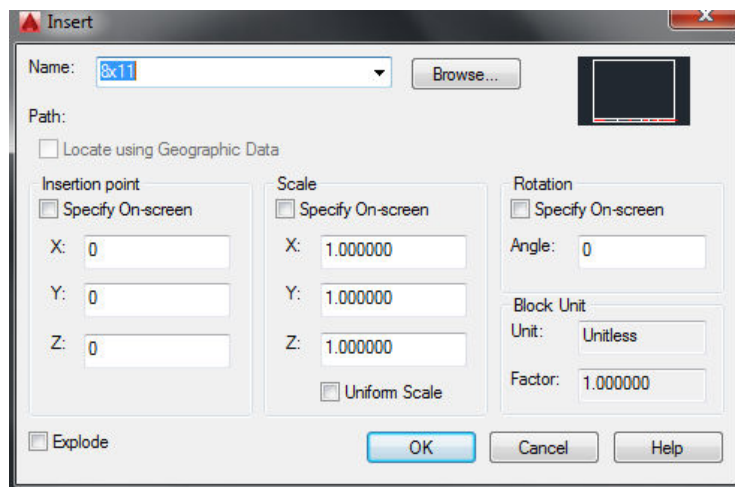 Insert
Name: 8x11 Browse...
Path:
Locate using Geographic Data
Insertion point
Specify On-screen
X: 0
Y: 0
Z: 0
Scale
Specify On-screen
X: 1.000000
Y: 1.000000
Z: 1.000000
Uniform Scale
Rotation
Specify On-screen
Angle: 0
Block Unit
Unit: Unitless
Factor: 1.000000
Explode
OK Cancel Help